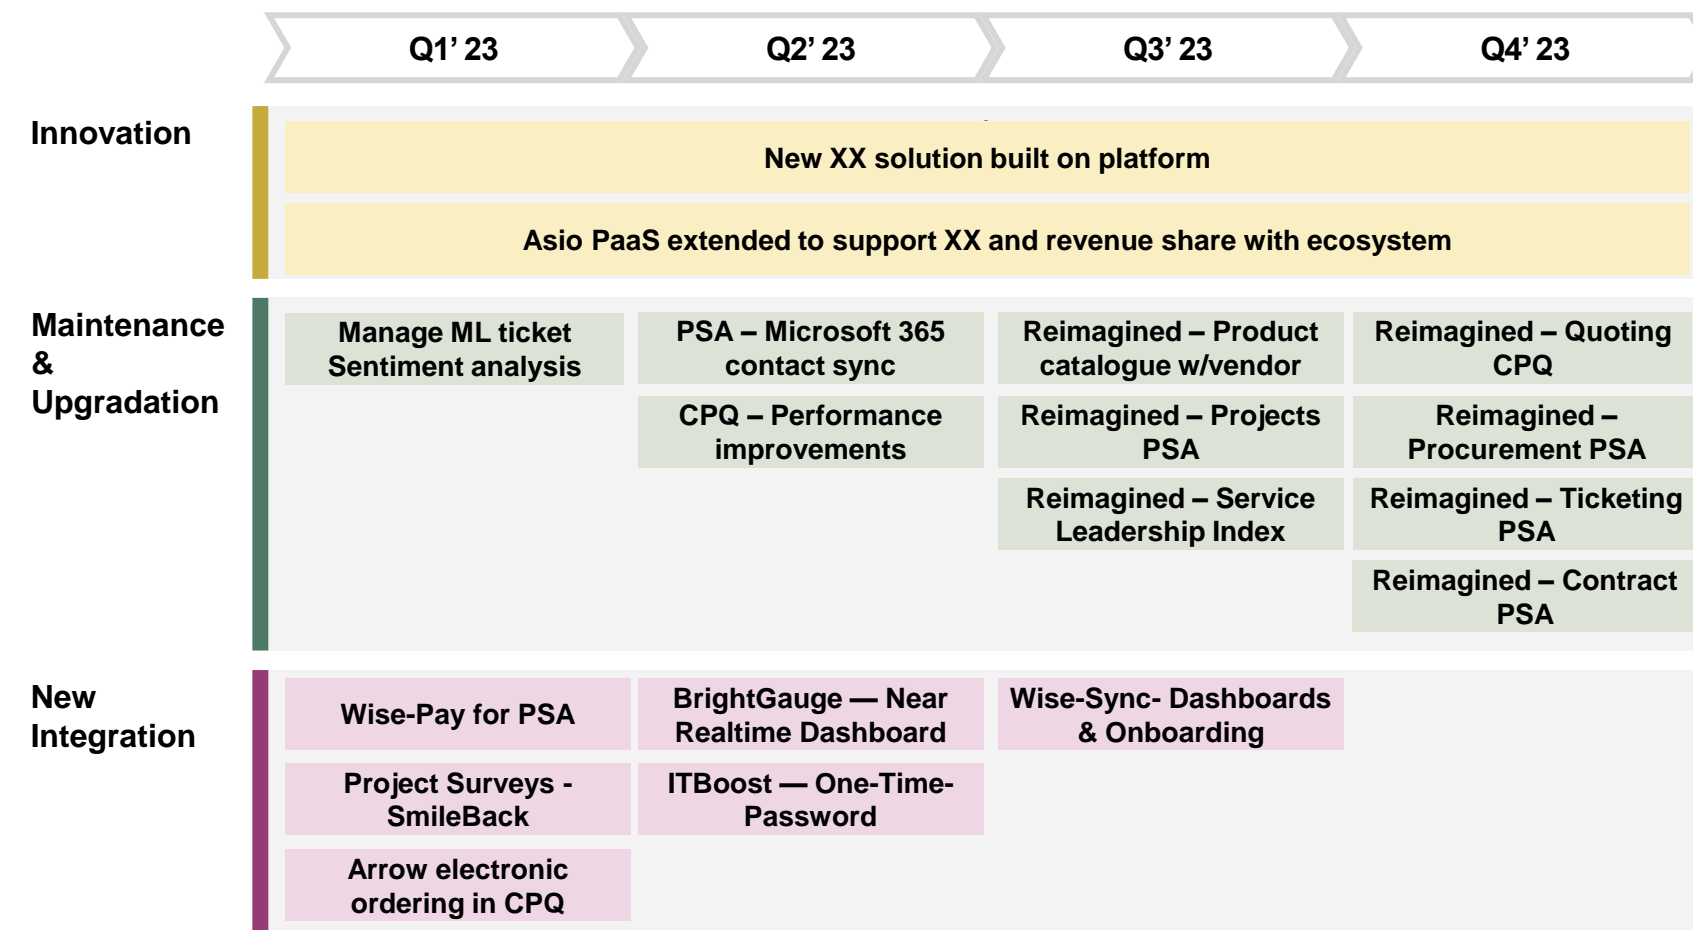 Q1’ 23
Q2’ 23
Q3’ 23
Q4’ 23
Innovation
New XX solution built on platform
Asio PaaS extended to support XX and revenue share with ecosystem
Maintenance
&
Upgradation
Manage ML ticket
Sentiment analysis
PSA – Microsoft 365
contact sync
Reimagined – Product
catalogue w/vendor
Reimagined – Quoting
CPQ
CPQ – Performance
improvements
Reimagined – Projects
PSA
Reimagined –
Procurement PSA
Reimagined – Service
Leadership Index
Reimagined – Ticketing
PSA
Reimagined – Contract
PSA
New
Integration
Wise-Pay for PSA
BrightGauge — Near
Realtime Dashboard
Wise-Sync- Dashboards
& Onboarding
Project Surveys -
SmileBack
ITBoost — One-Time-
Password
Arrow electronic
ordering in CPQ